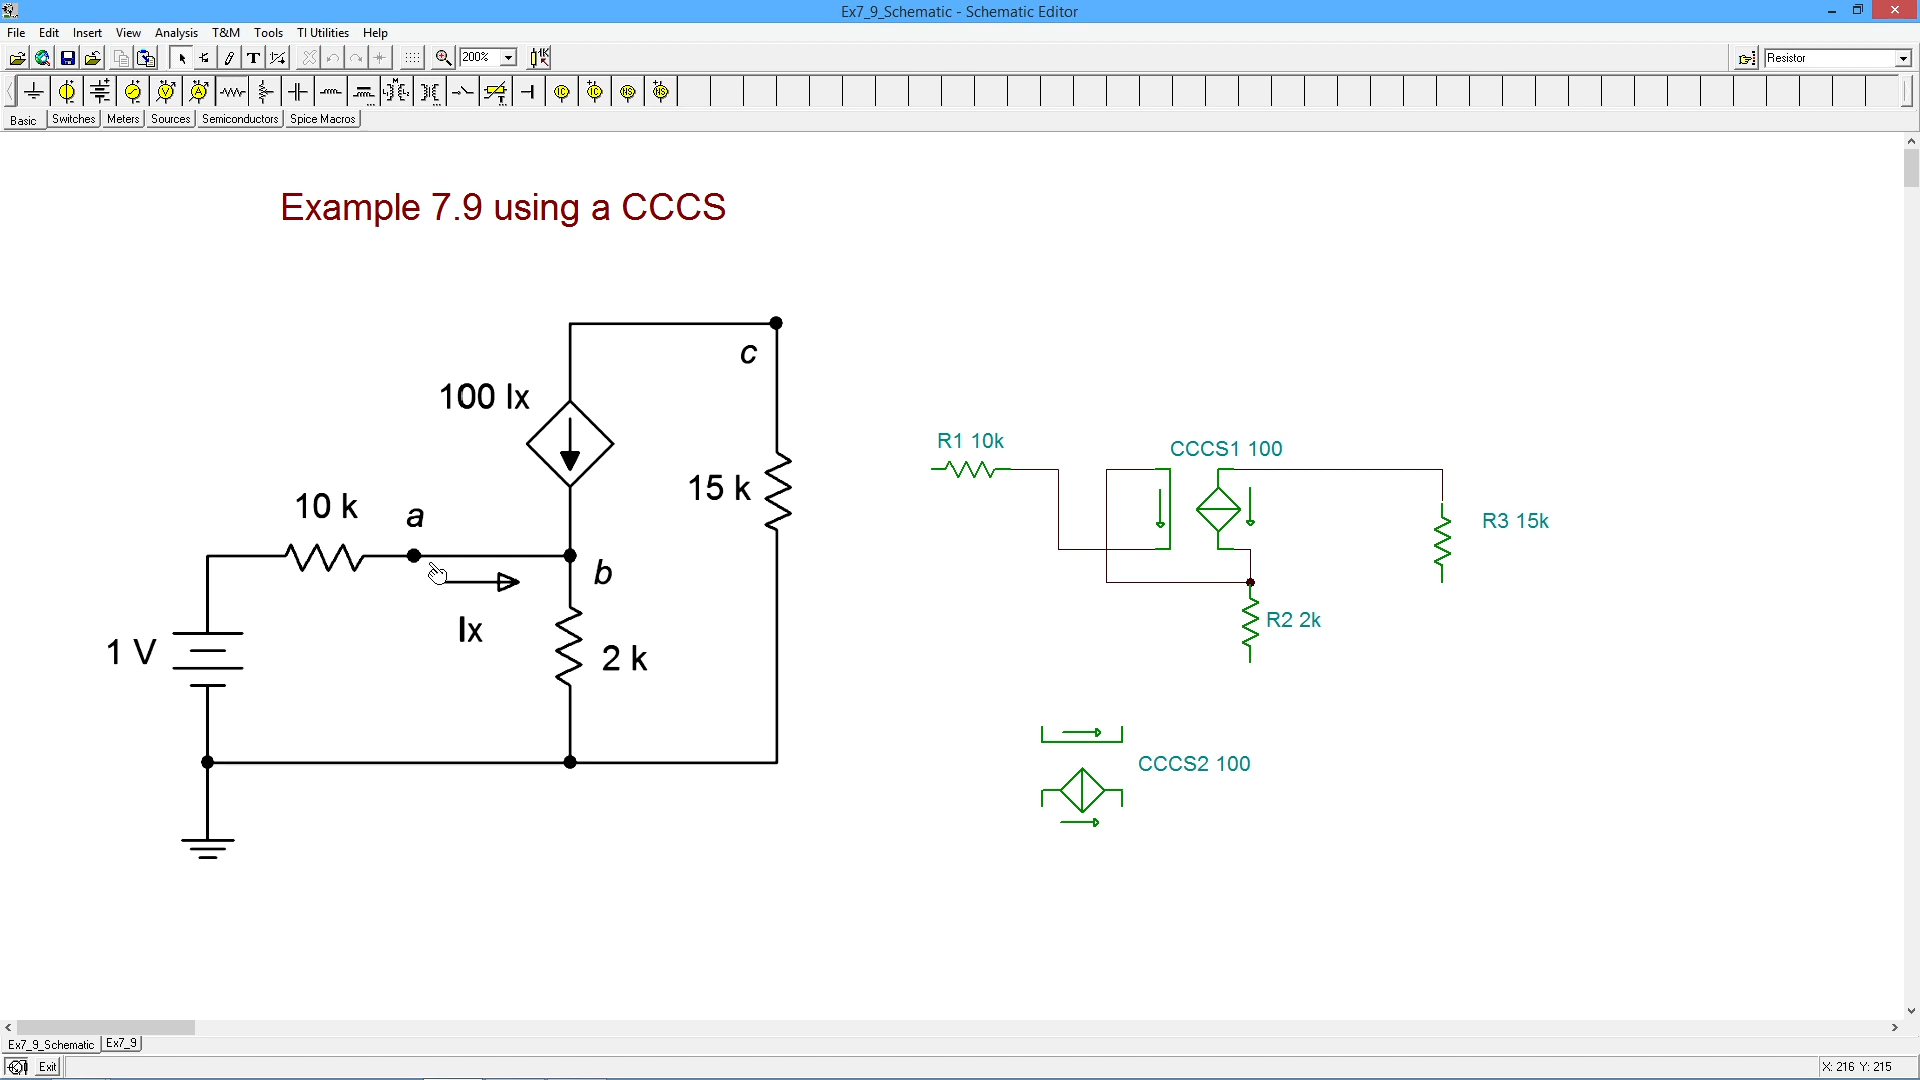 Ex7_9_Schematic - Schematic Editor
File Edit Insert View Analysis T&M Tools TI Utilities Help
200%
Resistor
Basic Switches Meters Sources Semiconductors Spice Macros
Example 7.9 using a CCCS
c
100 Ix
R1 10k
CCCS1 100
15 k
10 k
a
R3 15k
b
Ix
R2 2k
1 V
2 k
CCCS2 100
Ex7_9_Schematic Ex7_9
Exit
X: 216 Y: 215